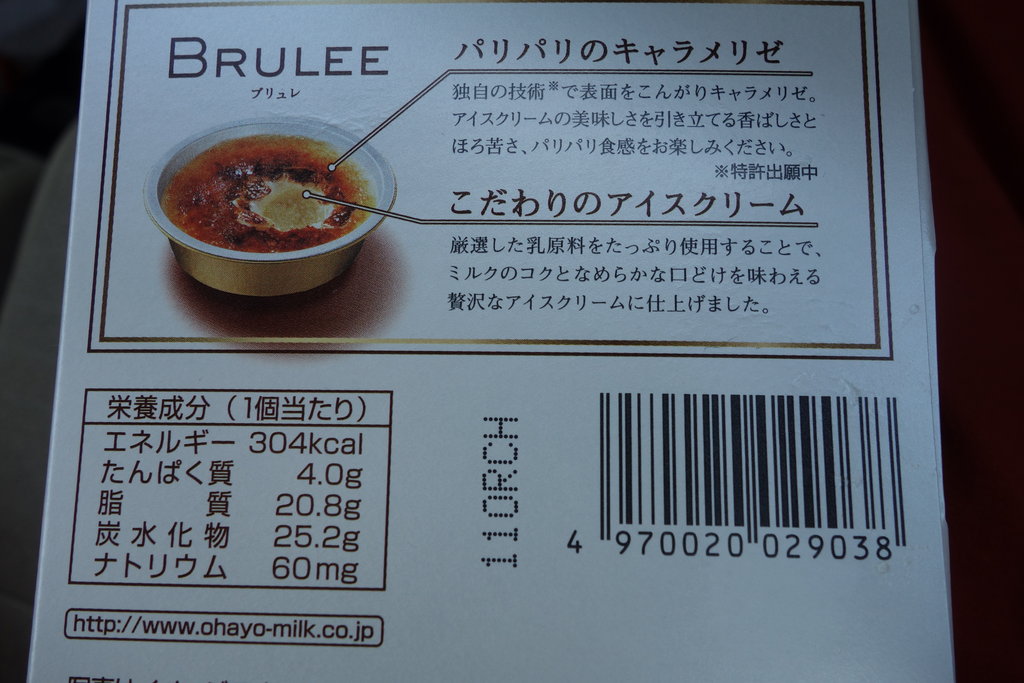 BRULEE
ブリュレ
パリパリのキャラメリゼ
独自の技術※で表面をこんがりキャラメリゼ。
アイスクリームの美味しさを引き立てる香ばしさと
ほろ苦さ、パリパリ食感をお楽しみください。
※特許出願中
こだわりのアイスクリーム
厳選した乳原料をたっぷり使用することで、
ミルクのコクとなめらかな口どけを味わえる
贅沢なアイスクリームに仕上げました。
栄養成分（1個当たり）
エネルギー 304kcal
たんぱく質 4.0g
脂質 20.8g
炭水化物 25.2g
ナトリウム 60mg
110RCH
4 970020 029038
http://www.ohayo-milk.co.jp